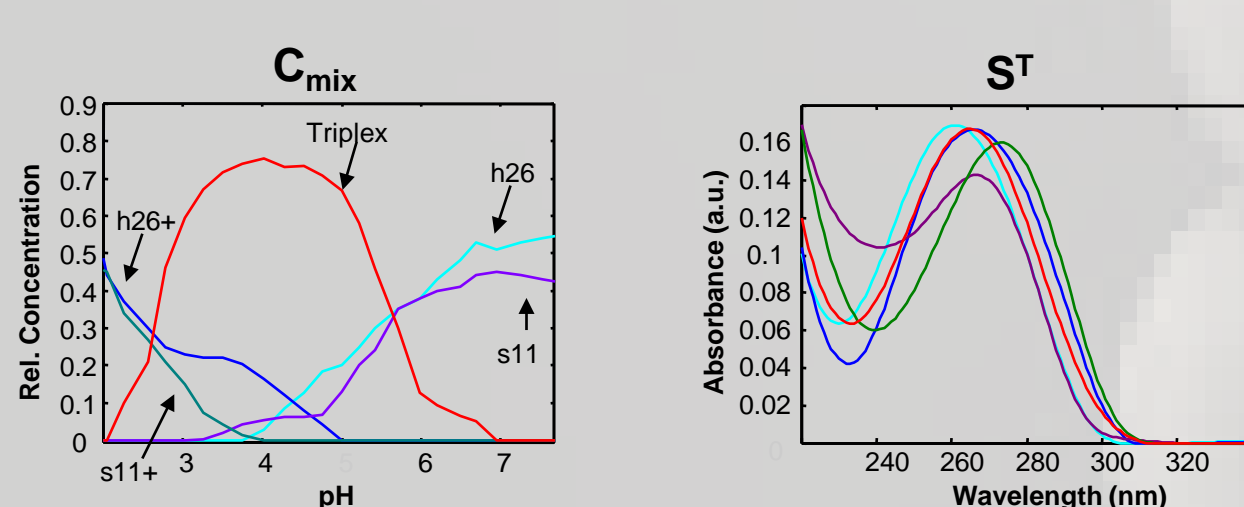 Cmix
Rel. Concentration
0.9
0.8
0.7
0.6
0.5
0.4
0.3
0.2
0.1
0
Triplex
h26
h26+
s11
s11+
3 4 5 6 7
pH
ST
Absorbance (a.u.)
0.16
0.14
0.12
0.1
0.08
0.06
0.04
0.02
0
240 260 280 300 320
Wavelength (nm)